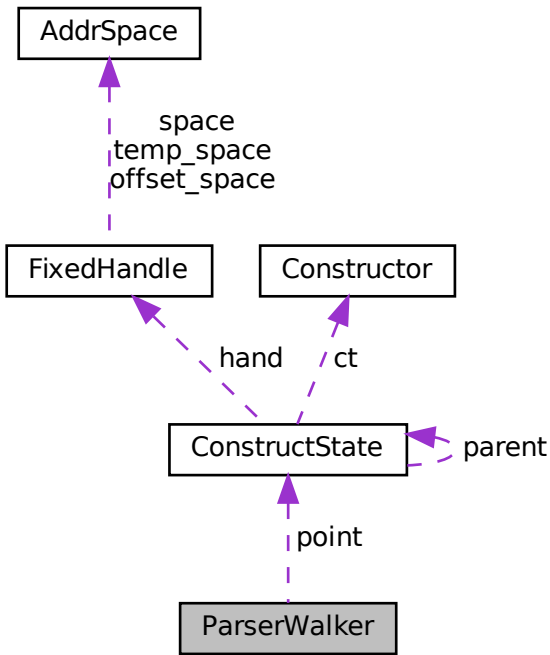 AddrSpace
space
temp_space
offset_space
FixedHandle
Constructor
hand
ct
ConstructState
parent
point
ParserWalker